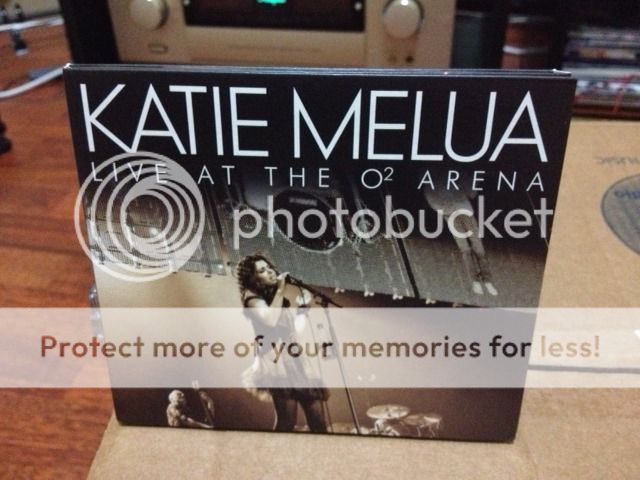 KATIE MELUA
LIVE AT THE O² ARENA
photobucket
Protect more of your memories for less!